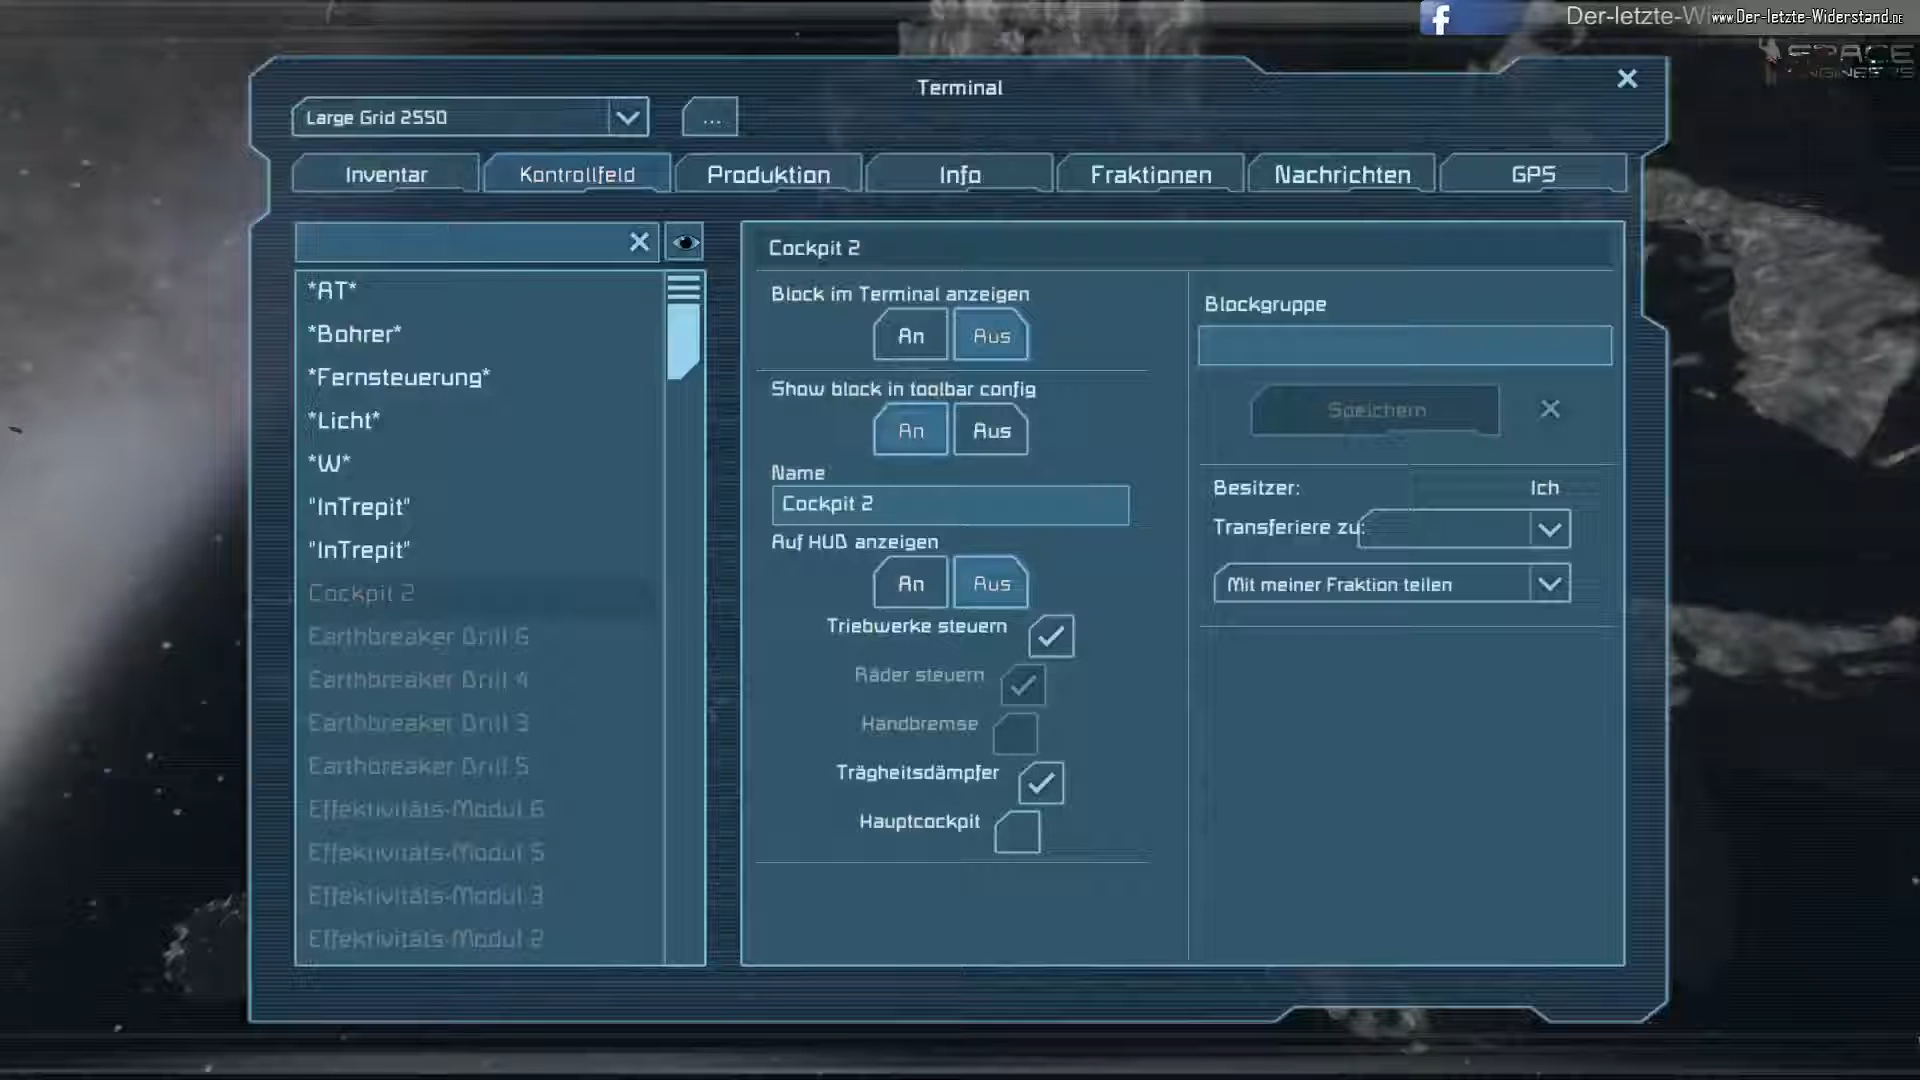 Der-letzte-Wi
www.Der-letzte-Widerstand.de
SPACE
ENGINEERS
Terminal
Large Grid 2550
...
Inventar
Kontrollfeld
Produktion
Info
Fraktionen
Nachrichten
GPS
*AT*
*Bohrer*
*Fernsteuerung*
*Licht*
*W*
"InTrepit"
"InTrepit"
Cockpit 2
Earthbreaker Drill 6
Earthbreaker Drill 4
Earthbreaker Drill 3
Earthbreaker Drill 5
Effektivitäts-Modul 6
Effektivitäts-Modul 5
Effektivitäts-Modul 3
Effektivitäts-Modul 2
Cockpit 2
Block im Terminal anzeigen
An Aus
Show block in toolbar config
An Aus
Name
Cockpit 2
Auf HUD anzeigen
An Aus
Triebwerke steuern
Räder steuern
Handbremse
Trägheitsdämpfer
Hauptcockpit
Blockgruppe
Speichern
Besitzer: Ich
Transferiere zu:
Mit meiner Fraktion teilen